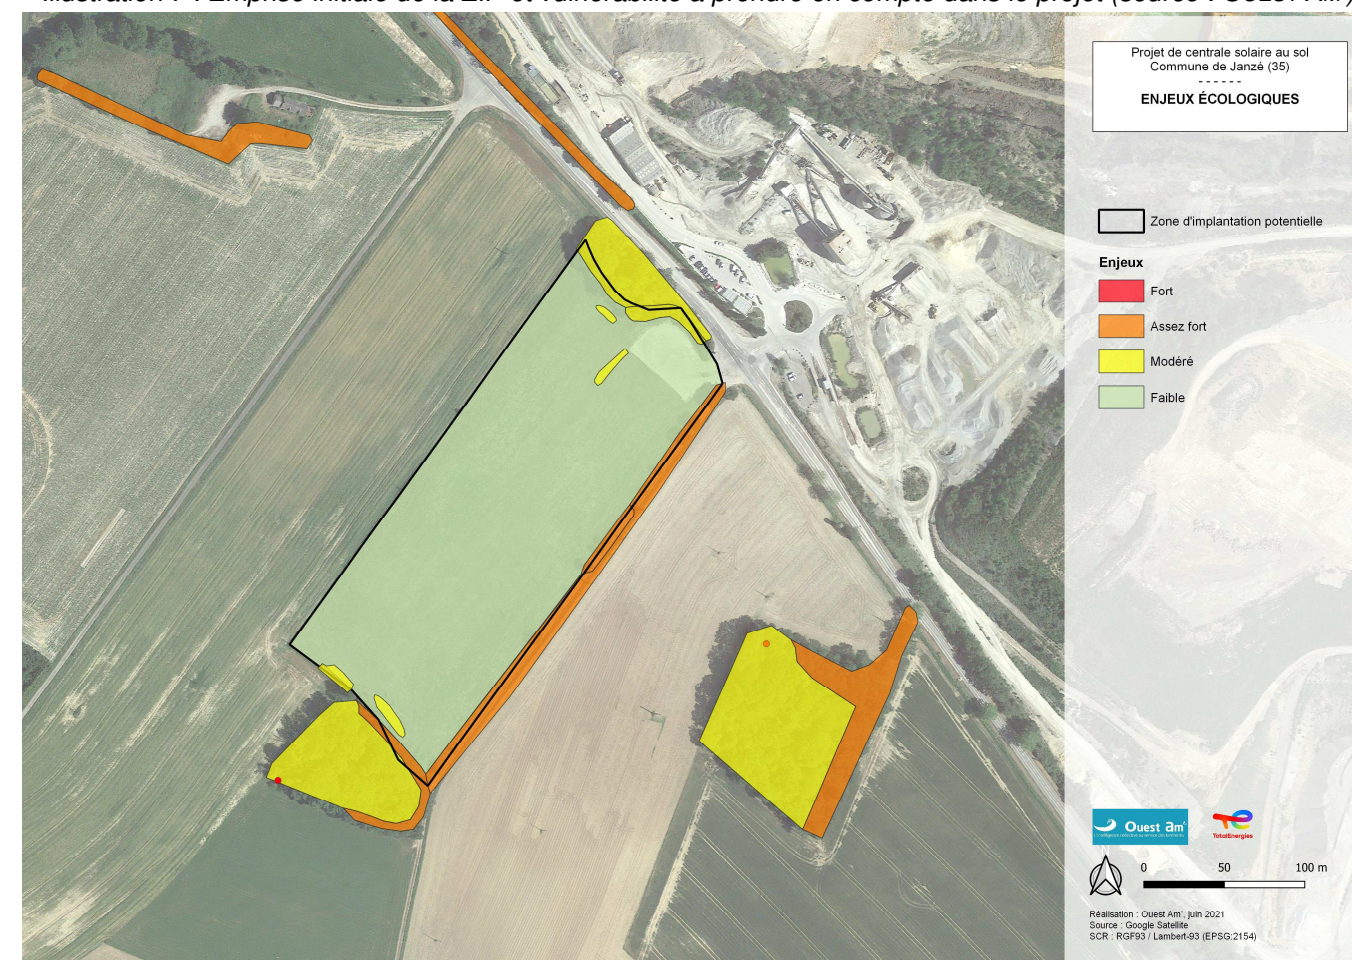 Projet de centrale solaire au sol
Commune de Janzé (35)
- - - - - -
ENJEUX ÉCOLOGIQUES
Zone d'implantation potentielle
Enjeux
Fort
Assez fort
Modéré
Faible
Ouest am'
TotalEnergies
0 50 100 m
Réalisation : Ouest Am', juin 2021
Source : Google Satellite
SCR : RGF93 / Lambert-93 (EPSG:2154)